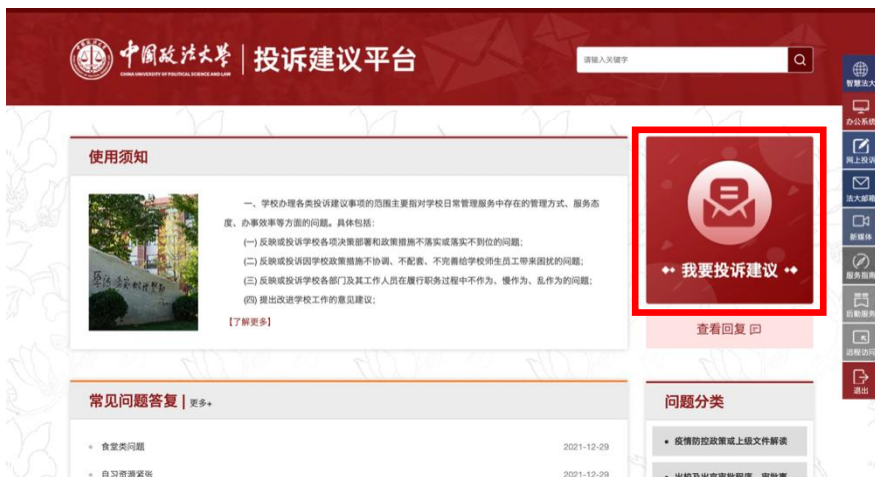 中国政法大学
CHINA UNIVERSITY OF POLITICAL SCIENCE AND LAW
投诉建议平台
请输入关键字
使用须知
一、学校办理各类投诉建议事项的范围主要指对学校日常管理服务中存在的管理方式、服务态
度、办事效率等方面的问题。具体包括:
(一) 反映或投诉学校各项决策部署和政策措施不落实或落实不到位的问题;
(二) 反映或投诉因学校政策措施不协调、不配套、不完善给学校师生员工带来困扰的问题;
(三) 反映或投诉学校各部门及其工作人员在履行职务过程中不作为、慢作为、乱作为的问题;
(四) 提出改进学校工作的意见建议;
【了解更多】
我要投诉建议
查看回复
智慧法大
办公系统
网上投诉
法大邮箱
新媒体
服务指南
后勤服务
远程访问
退出
常见问题答复 | 更多+
食堂类问题 2021-12-29
自习资源紧张 2021-12-29
问题分类
疫情防控政策或上级文件解读